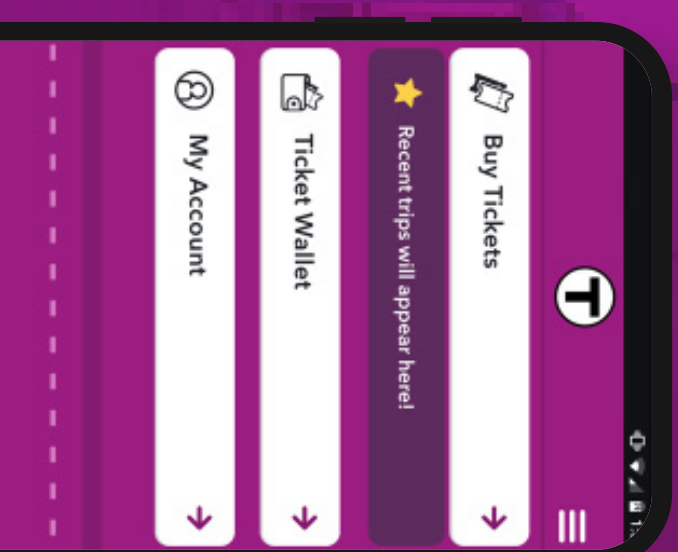 T
Buy Tickets
Recent trips will appear here!
Ticket Wallet
My Account